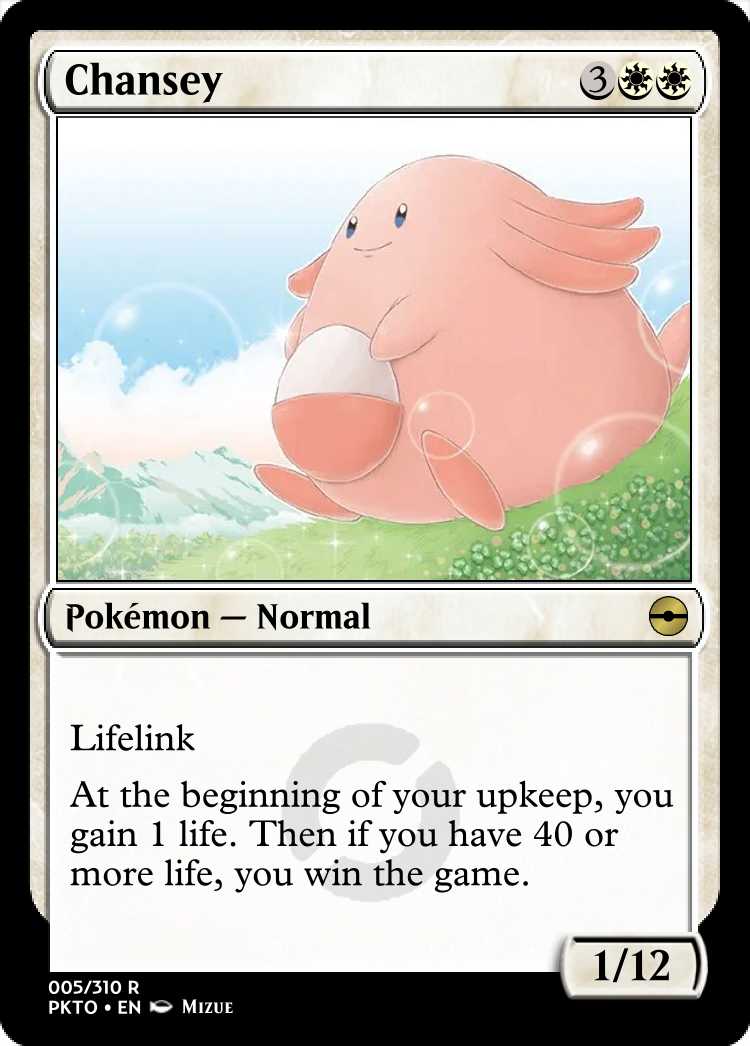 Chansey 3
Pokémon — Normal
Lifelink
At the beginning of your upkeep, you
gain 1 life. Then if you have 40 or
more life, you win the game.
1/12
005/310 R
PKTO • EN Mizue